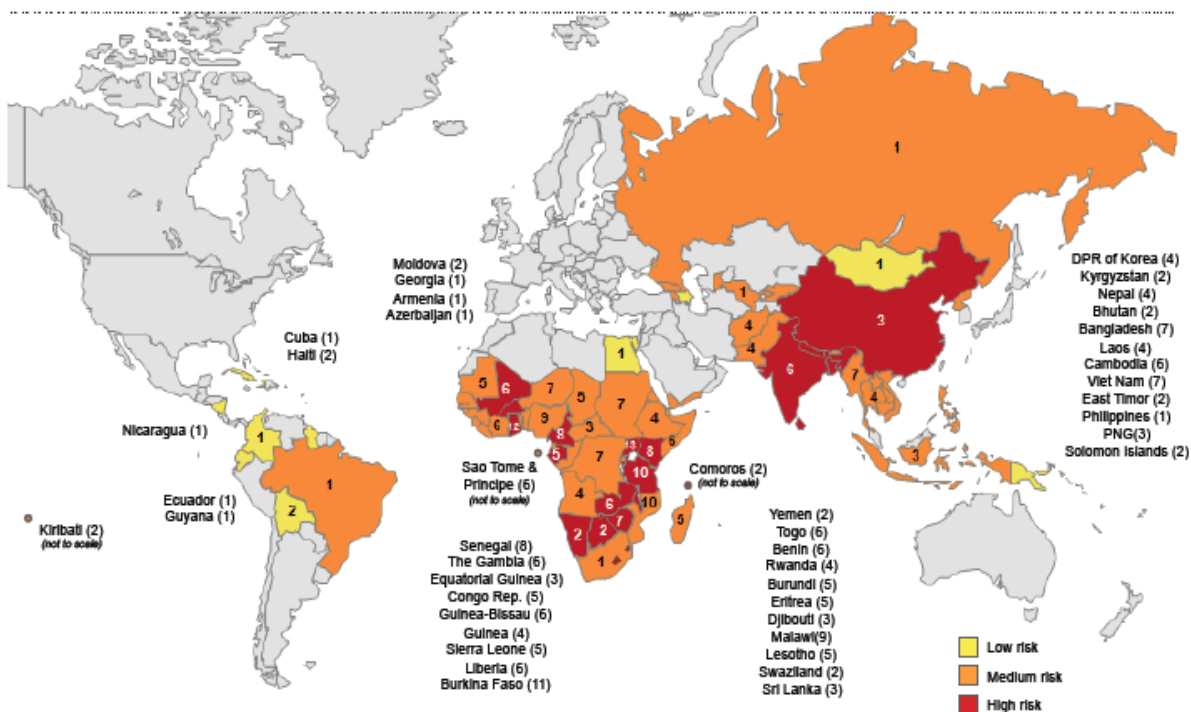 1
1
Moldova (2)
Georgia (1)
Armenia (1)
Azerbaijan (1)
DPR of Korea (4)
Kyrgyzstan (2)
Nepal (4)
Bhutan (2)
Bangladesh (7)
Laos (4)
Cambodia (6)
Viet Nam (7)
East Timor (2)
Philippines (1)
PNG(3)
Solomon Islands (2)
1
4
4
3
6
7
4
3
Cuba (1)
Haiti (2)
Nicaragua (1)
1
1
2
Ecuador (1)
Guyana (1)
Kiribati (2)
(not to scale)
1
5
6
7
5
7
4
6
12
9
8
3
6
5
7
13
8
10
4
6
10
2
2
7
5
1
Sao Tome &
Principe (6)
(not to scale)
Comoros (2)
(not to scale)
Senegal (8)
The Gambia (6)
Equatorial Guinea (3)
Congo Rep. (5)
Guinea-Bissau (6)
Guinea (4)
Sierra Leone (5)
Liberia (6)
Burkina Faso (11)
Yemen (2)
Togo (6)
Benin (6)
Rwanda (4)
Burundi (5)
Eritrea (5)
Djibouti (3)
Malawi(9)
Lesotho (5)
Swaziland (2)
Sri Lanka (3)
Low risk
Medium risk
High risk